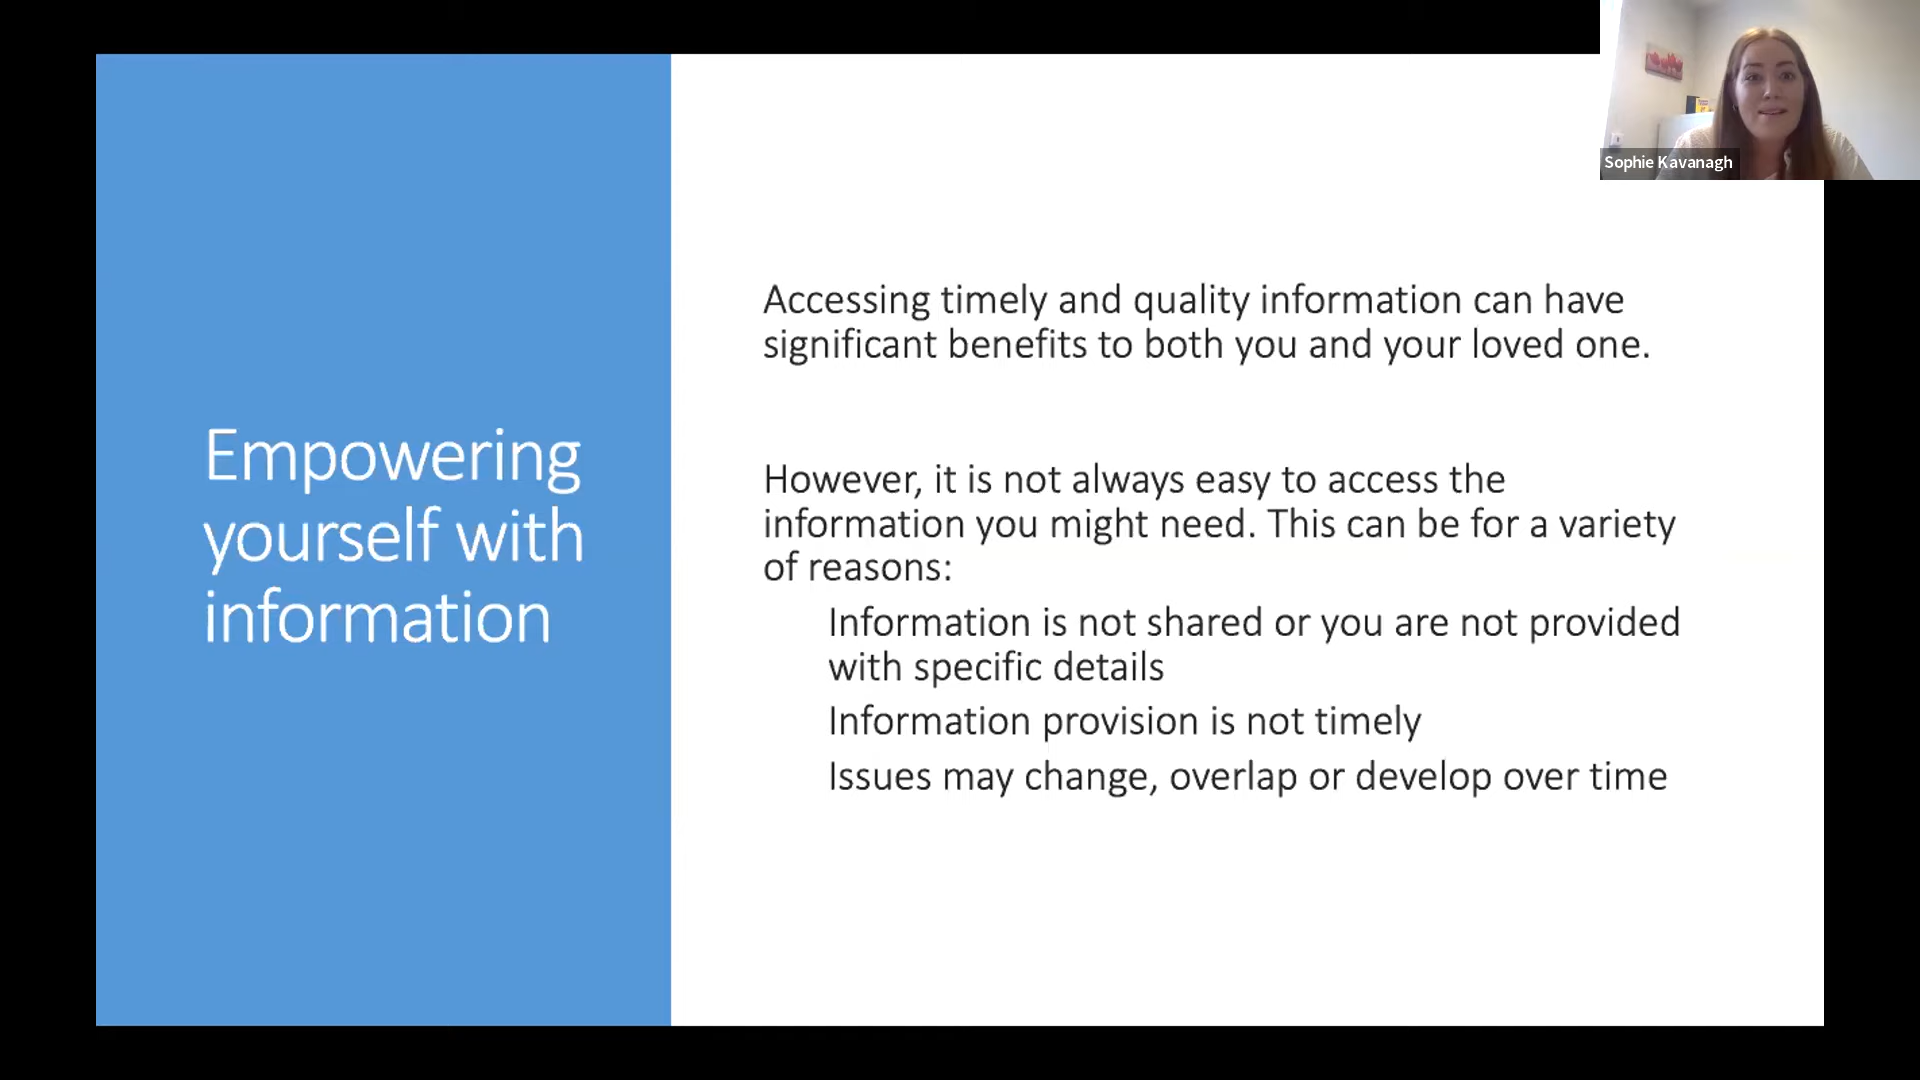 Empowering
yourself with
information
Accessing timely and quality information can have
significant benefits to both you and your loved one.
However, it is not always easy to access the
information you might need. This can be for a variety
of reasons:
Information is not shared or you are not provided
with specific details
Information provision is not timely
Issues may change, overlap or develop over time
Sophie Kavanagh